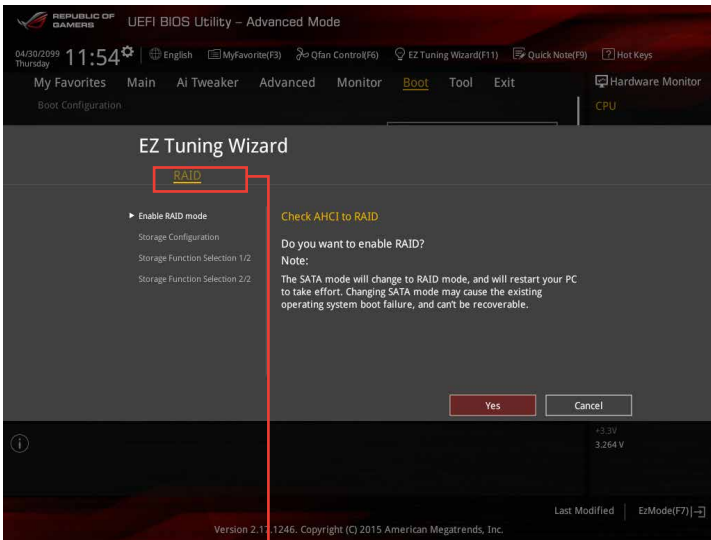 REPUBLIC OF
GAMERS
UEFI BIOS Utility – Advanced Mode
04/30/2099
Thursday
11:54
English
MyFavorite(F3)
Qfan Control(F6)
EZ Tuning Wizard(F11)
Quick Note(F9)
? Hot Keys
My Favorites
Main
Ai Tweaker
Advanced
Monitor
Boot
Tool
Exit
Hardware Monitor
Boot Configuration
CPU
EZ Tuning Wizard
RAID
Enable RAID mode
Storage Configuration
Storage Function Selection 1/2
Storage Function Selection 2/2
Check AHCI to RAID
Do you want to enable RAID?
Note:
The SATA mode will change to RAID mode, and will restart your PC
to take effort. Changing SATA mode may cause the existing
operating system boot failure, and can't be recoverable.
Yes
Cancel
+3.3V
3.264 V
Last Modified
EzMode(F7)
Version 2.17.1246. Copyright (C) 2015 American Megatrends, Inc.